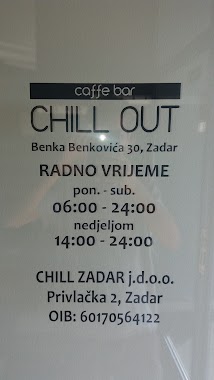 caffe bar
CHILL OUT
Benka Benkovića 30, Zadar
RADNO VRIJEME
pon. - sub.
06:00 - 24:00
nedjeljom
14:00 - 24:00
CHILL ZADAR j.d.o.o.
Privlačka 2, Zadar
OIB: 60170564122